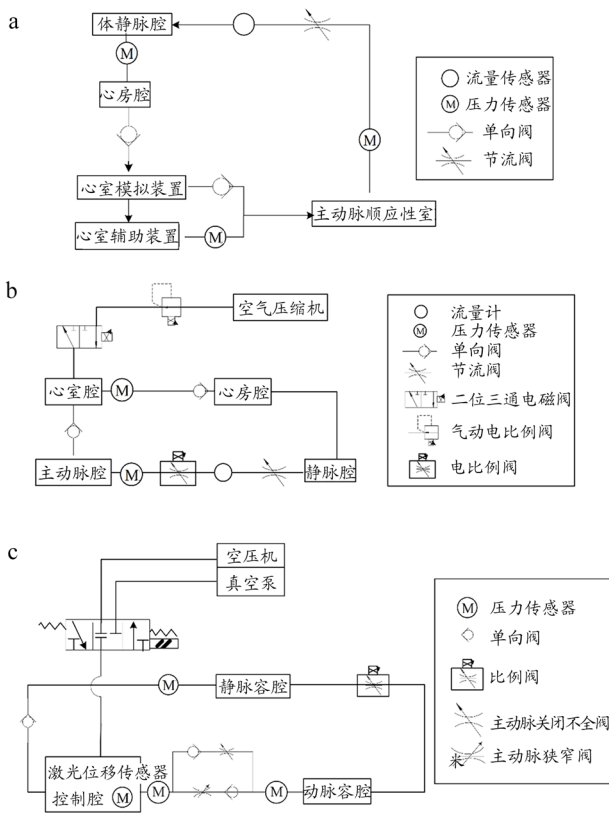 a
体静脉腔
M
心房腔
心室模拟装置
心室辅助装置
M
M
主动脉顺应性室
流量传感器
M 压力传感器
单向阀
节流阀
b
空气压缩机
心室腔
M
心房腔
主动脉腔
M
静脉腔
流量计
M 压力传感器
单向阀
节流阀
二位三通电磁阀
气动电比例阀
电比例阀
c
空压机
真空泵
M
静脉容腔
激光位移传感器
控制腔 M
M
M
动脉容腔
M 压力传感器
单向阀
比例阀
主动脉关闭不全阀
主动脉狭窄阀